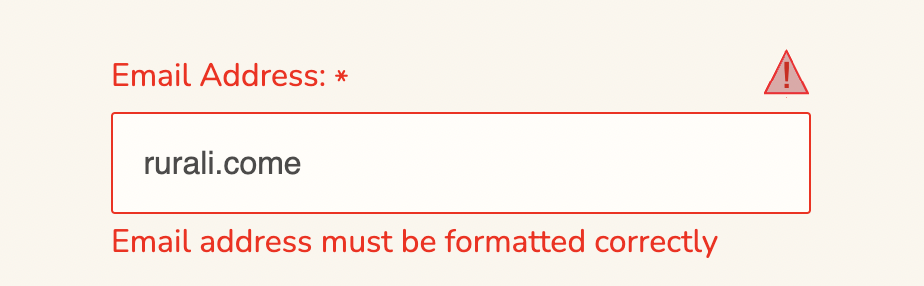 Email Address: *
rurali.come
Email address must be formatted correctly